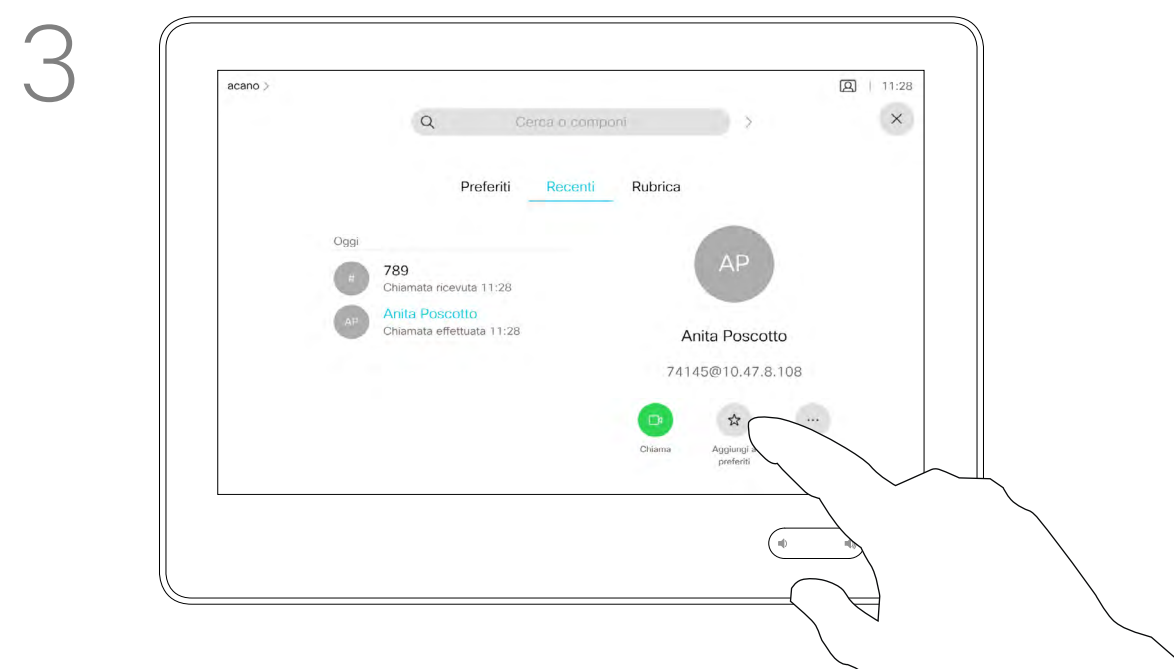 3
acano >
11:28
Cerca o componi
Preferiti Recenti Rubrica
Oggi
#
789
Chiamata ricevuta 11:28
AP
Anita Poscotto
Chiamata effettuata 11:28
AP
Anita Poscotto
74145@10.47.8.108
Chiama
Aggiungi a
preferiti